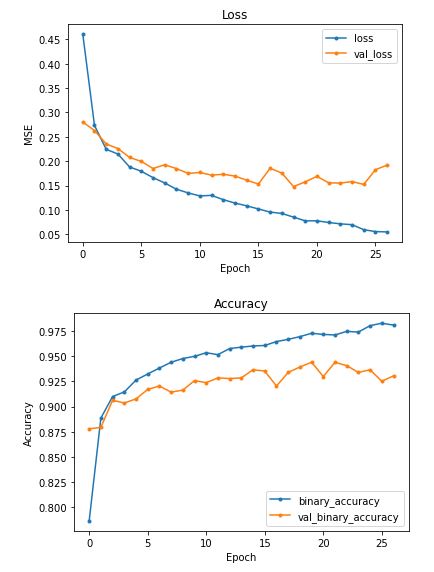 Loss
0.45
0.40
0.35
0.30
0.25
0.20
0.15
0.10
0.05
MSE
loss
val_loss
0 5 10 15 20 25
Epoch
Accuracy
0.975
0.950
0.925
0.900
0.875
0.850
0.825
0.800
Accuracy
binary_accuracy
val_binary_accuracy
0 5 10 15 20 25
Epoch